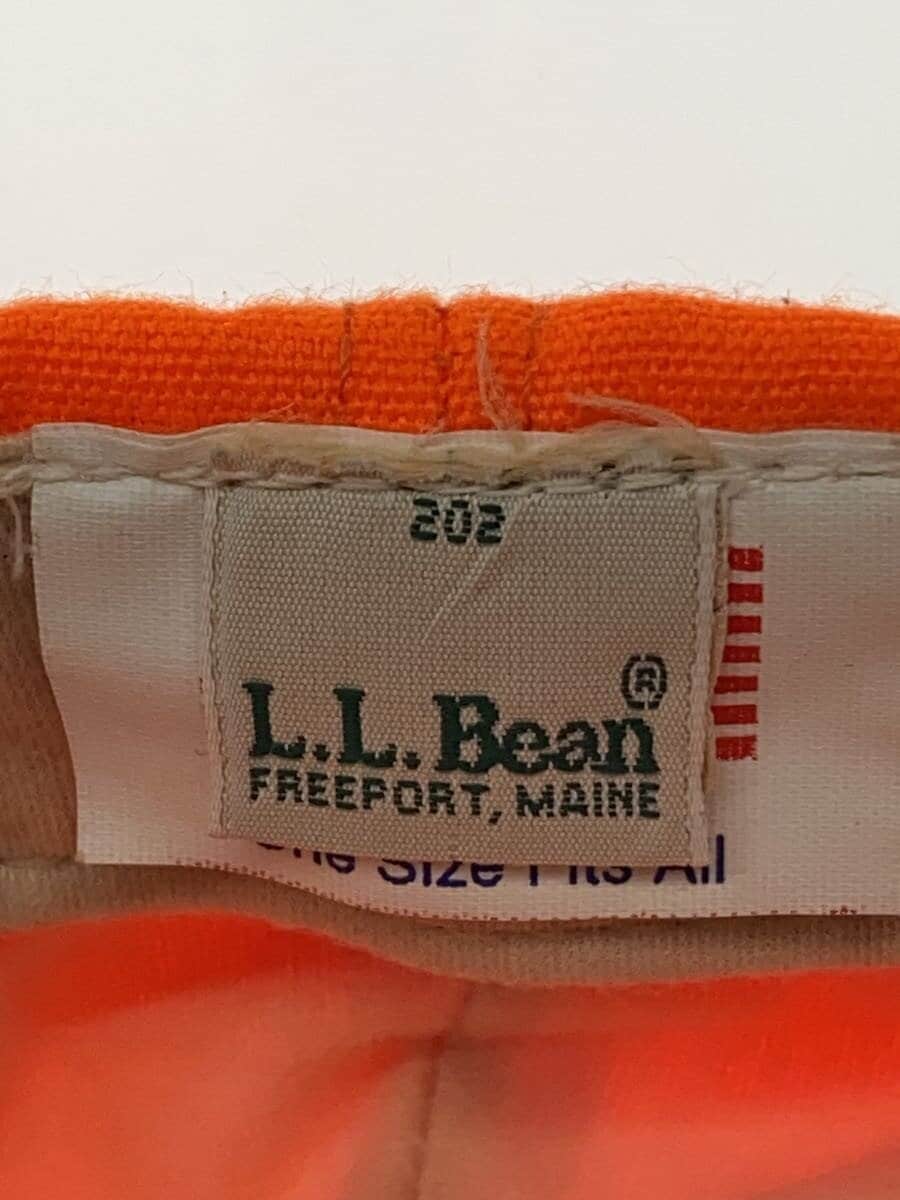 202
L.L.Bean®
FREEPORT, MAINE
One Size Fits All